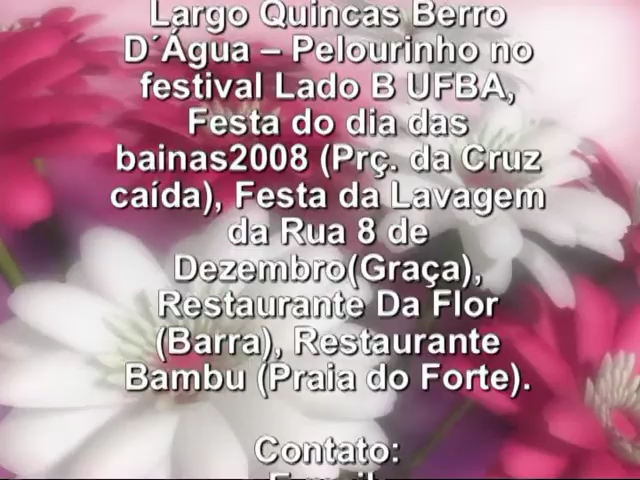 Largo Quincas Berro
D´Água – Pelourinho no
festival Lado B UFBA,
Festa do dia das
bainas2008 (Prç. da Cruz
caída), Festa da Lavagem
da Rua 8 de
Dezembro(Graça),
Restaurante Da Flor
(Barra), Restaurante
Bambu (Praia do Forte).
Contato: